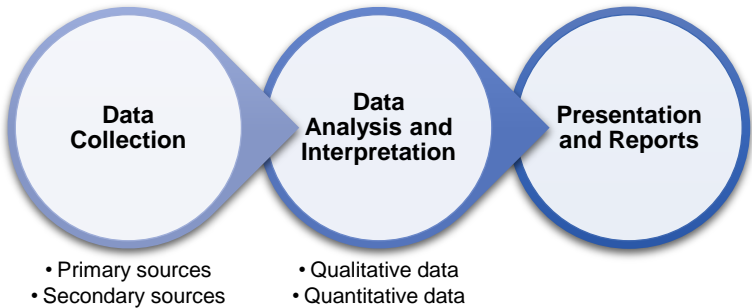 Data
Collection
Data
Analysis and
Interpretation
Presentation
and Reports
• Primary sources
• Secondary sources
• Qualitative data
• Quantitative data